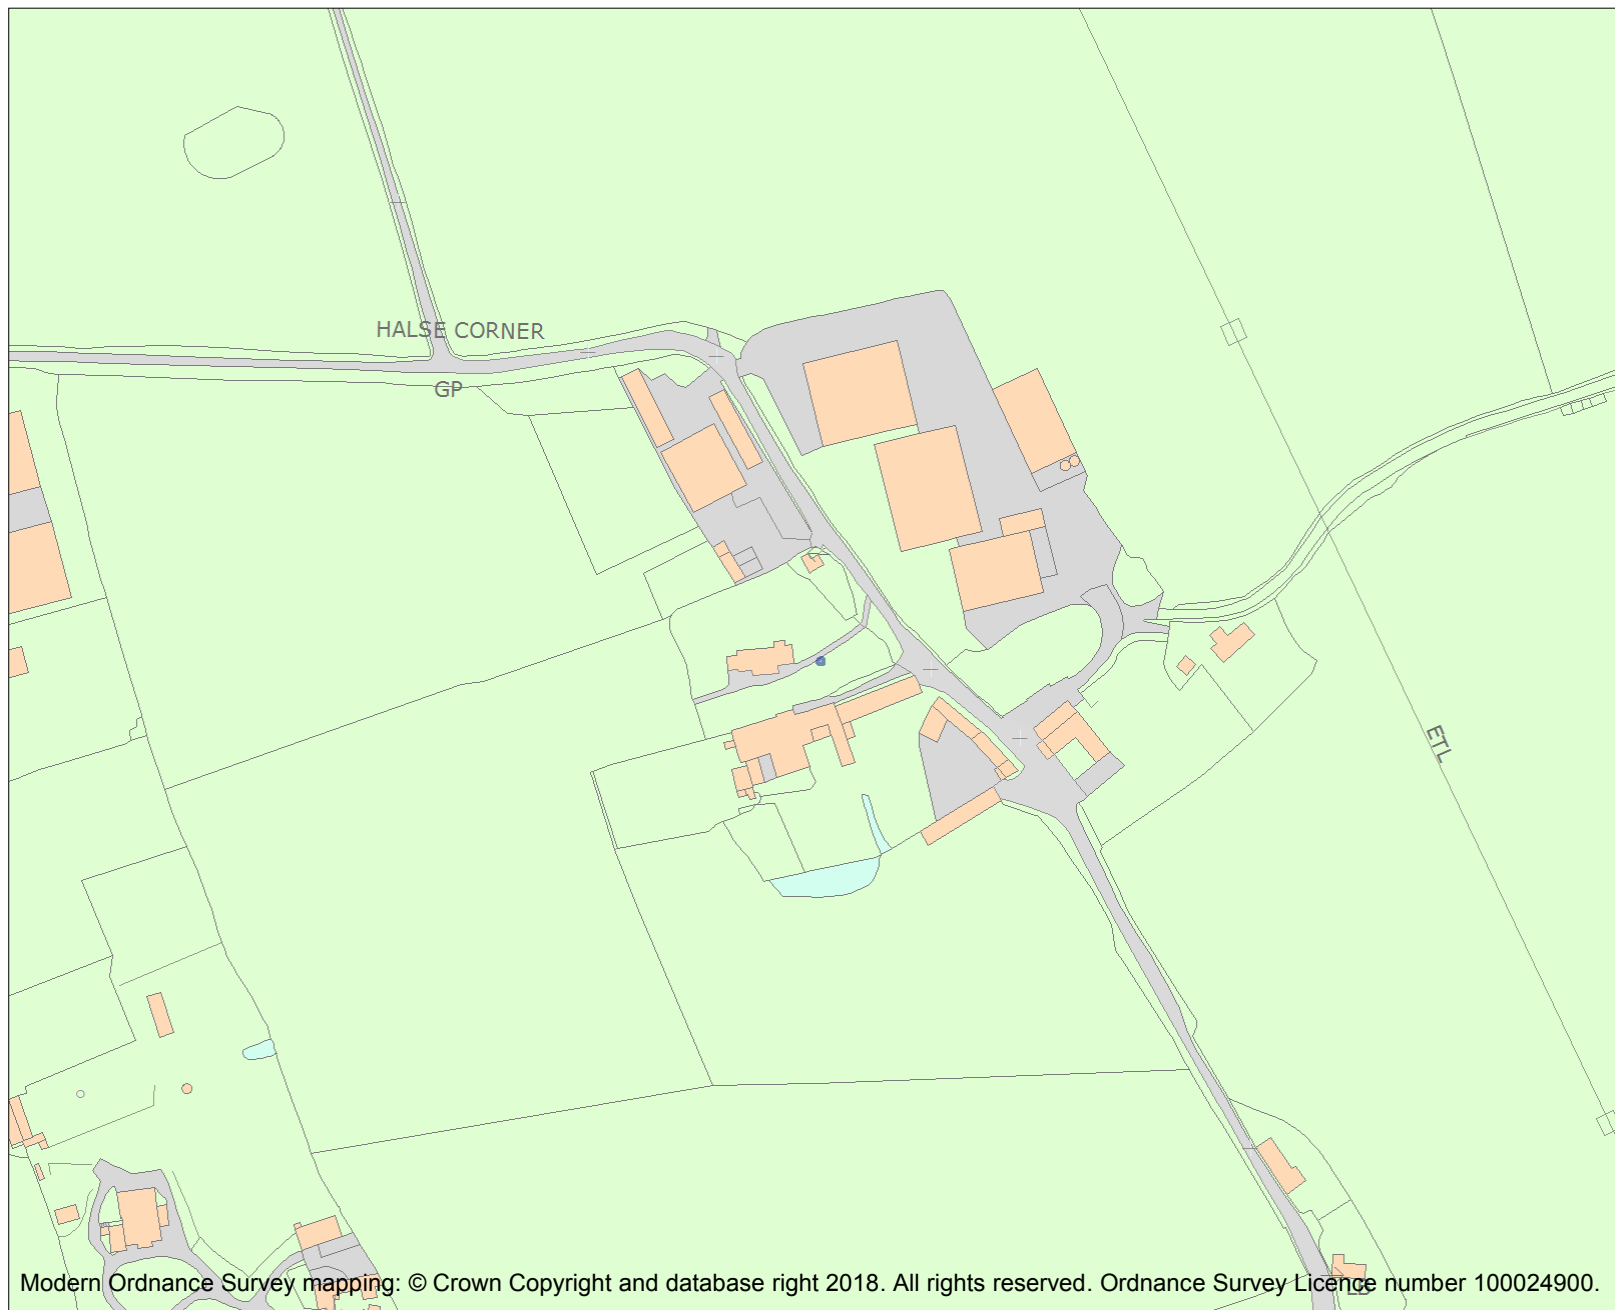 HALSE CORNER
GP
ETL
LB
Modern Ordnance Survey mapping: © Crown Copyright and database right 2018. All rights reserved. Ordnance Survey Licence number 100024900.